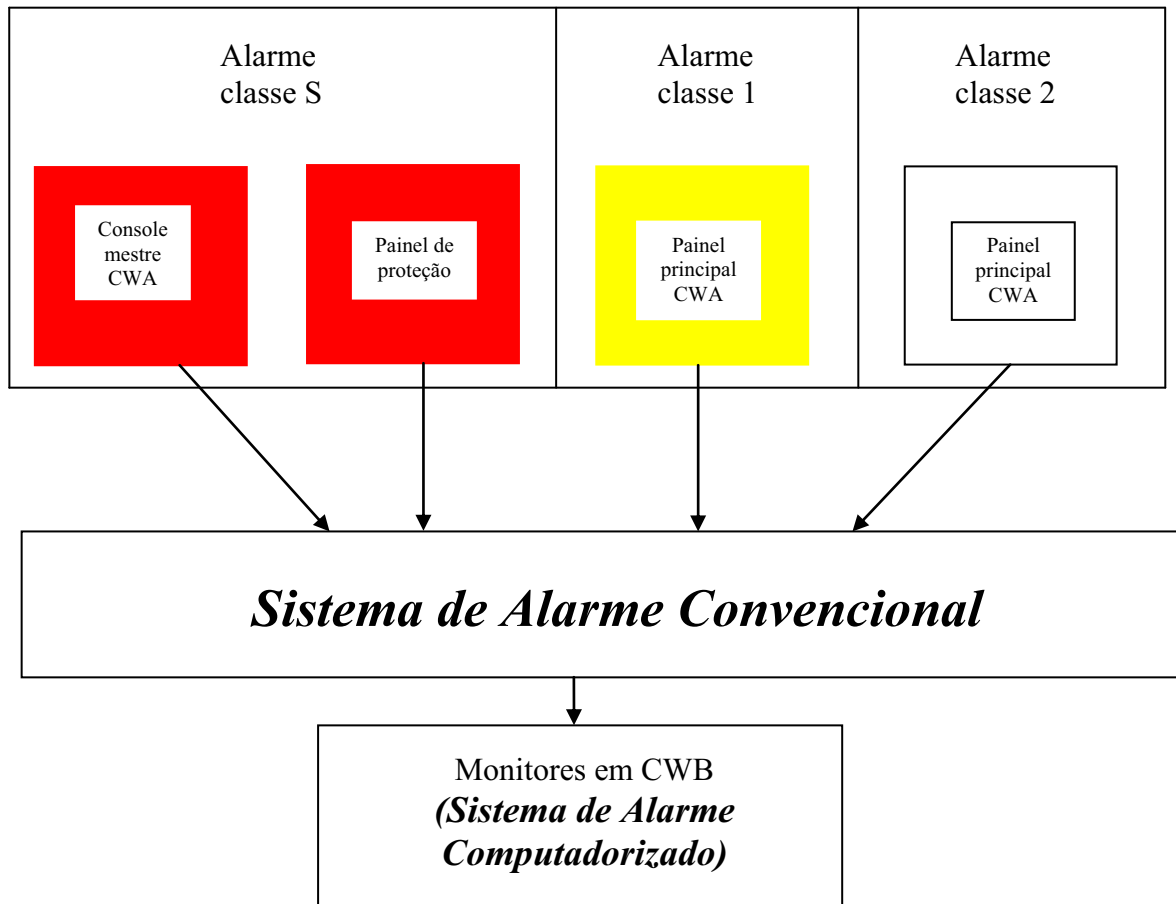 Alarme
classe S
Alarme
classe 1
Alarme
classe 2
Console
mestre
CWA
Painel de
proteção
Painel
principal
CWA
Painel
principal
CWA
Sistema de Alarme Convencional
Monitores em CWB
(Sistema de Alarme
Computadorizado)